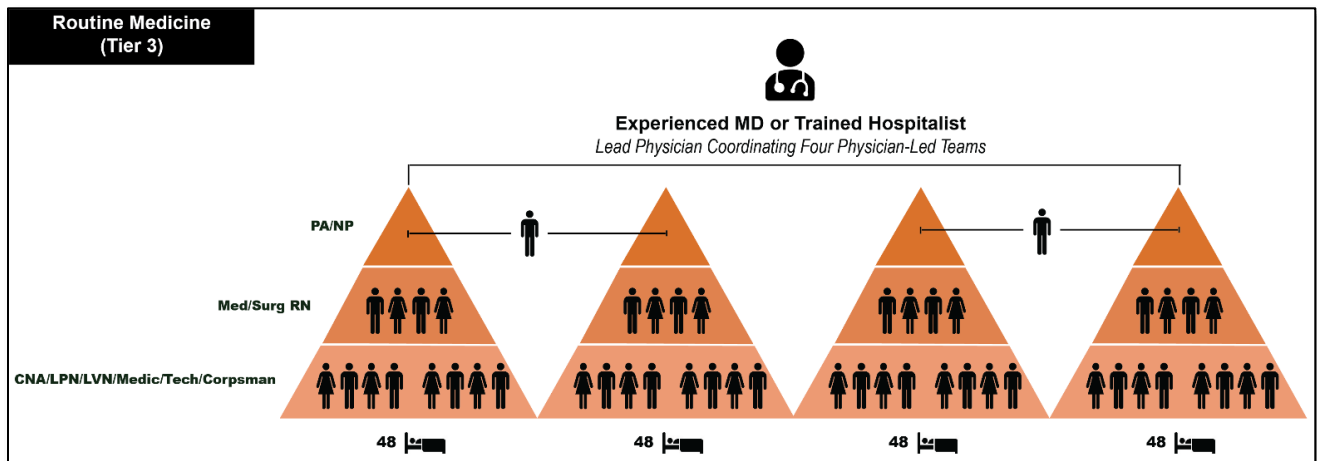 Routine Medicine
(Tier 3)
Experienced MD or Trained Hospitalist
Lead Physician Coordinating Four Physician-Led Teams
PA/NP
Med/Surg RN
CNA/LPN/LVN/Medic/Tech/Corpsman
48 48 48 48